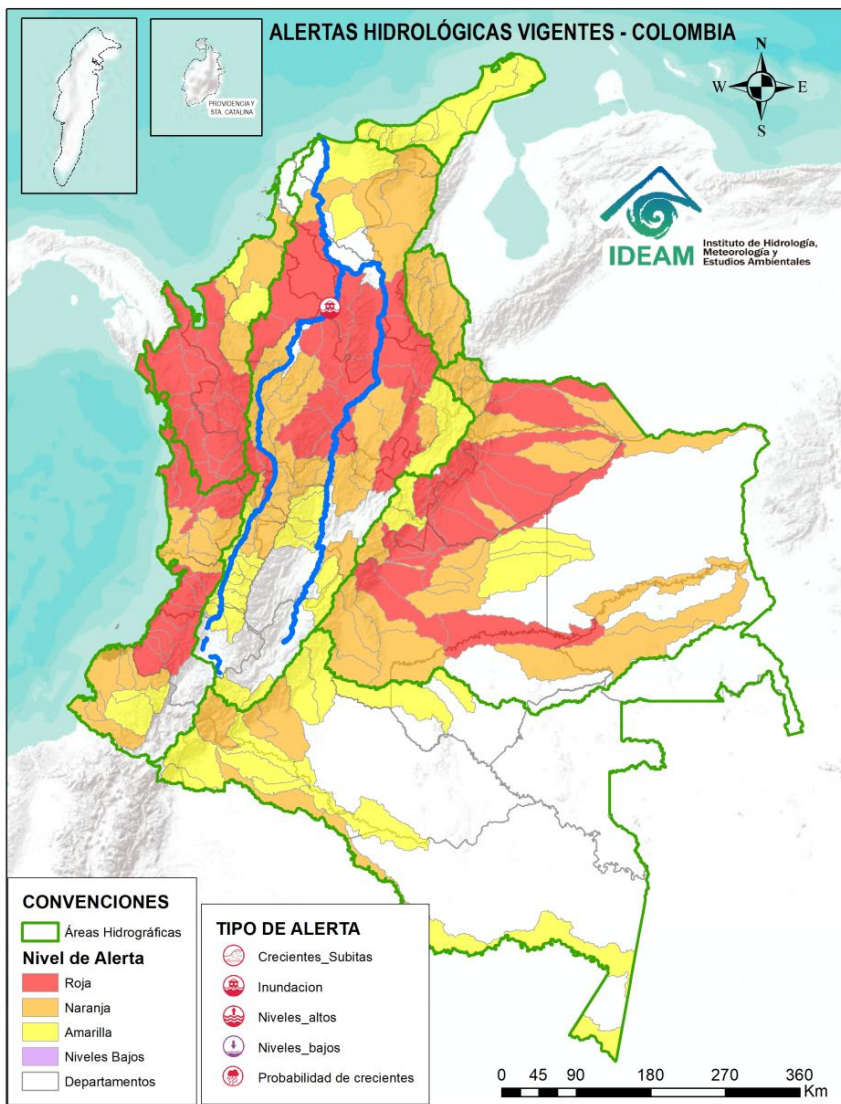 ALERTAS HIDROLÓGICAS VIGENTES - COLOMBIA
PROVIDENCIA Y
STA. CATALINA
N
W
E
S
IDEAM
Instituto de Hidrología,
Meteorología y
Estudios Ambientales
CONVENCIONES
Áreas Hidrográficas
Nivel de Alerta
Roja
Naranja
Amarilla
Niveles Bajos
Departamentos
TIPO DE ALERTA
Crecientes_Subitas
Inundacion
Niveles_altos
Niveles_bajos
Probabilidad de crecientes
0 45 90 180 270 360
Km